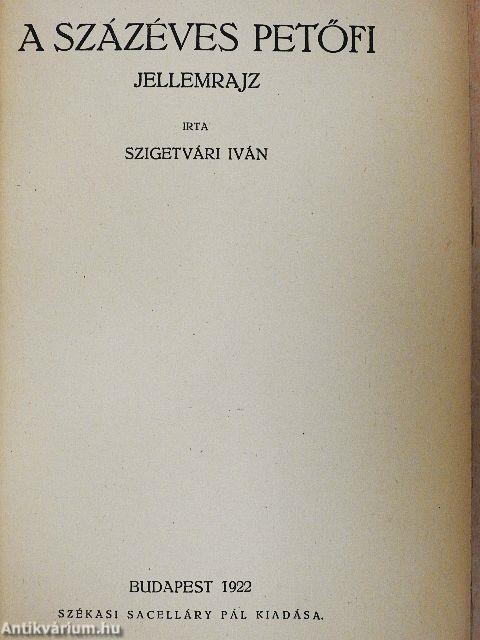 A SZÁZÉVES PETŐFI
JELLEMRAJZ
IRTA
SZIGETVÁRI IVÁN
BUDAPEST 1922
SZÉKASI SACELLÁRY PÁL KIADÁSA.
Antikvárium.hu